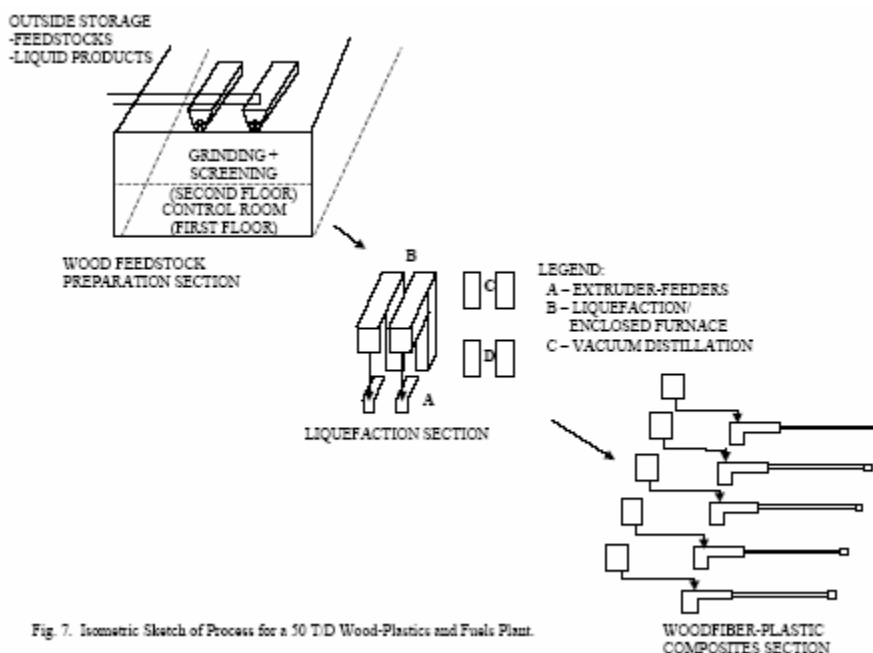 OUTSIDE STORAGE
-FEEDSTOCKS
-LIQUID PRODUCTS
GRINDING +
SCREENING
(SECOND FLOOR)
CONTROL ROOM
(FIRST FLOOR)
WOOD FEEDSTOCK
PREPARATION SECTION
B
C
D
A
LIQUEFACTION SECTION
LEGEND:
A – EXTRUDER-FEEDERS
B – LIQUEFACTION/
ENCLOSED FURNACE
C – VACUUM DISTILLATION
Fig. 7. Isometric Sketch of Process for a 50 T/D Wood-Plastics and Fuels Plant.
WOODFIBER-PLASTIC
COMPOSITES SECTION